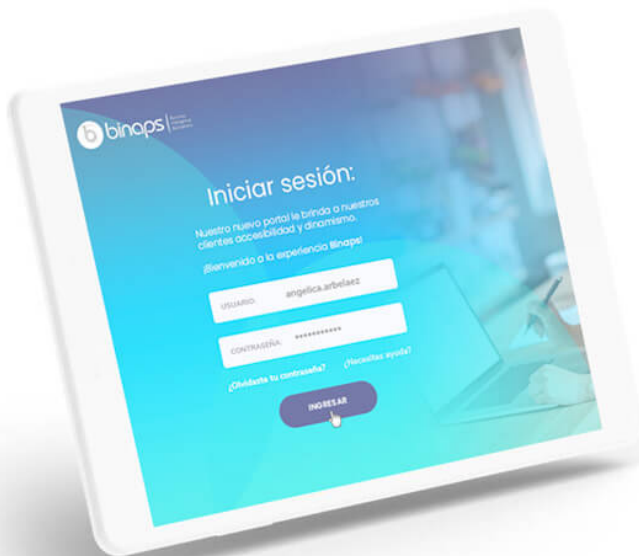 binaps
Iniciar sesión:
Nuestro nuevo portal le brinda a nuestros
clientes accesibilidad y dinamismo.
¡Bienvenido a la experiencia Binaps!
USUARIO: angelica.arbelaez
CONTRASEÑA: ***********
¿Olvidaste tu contraseña? ¿Necesitas ayuda?
INGRESAR